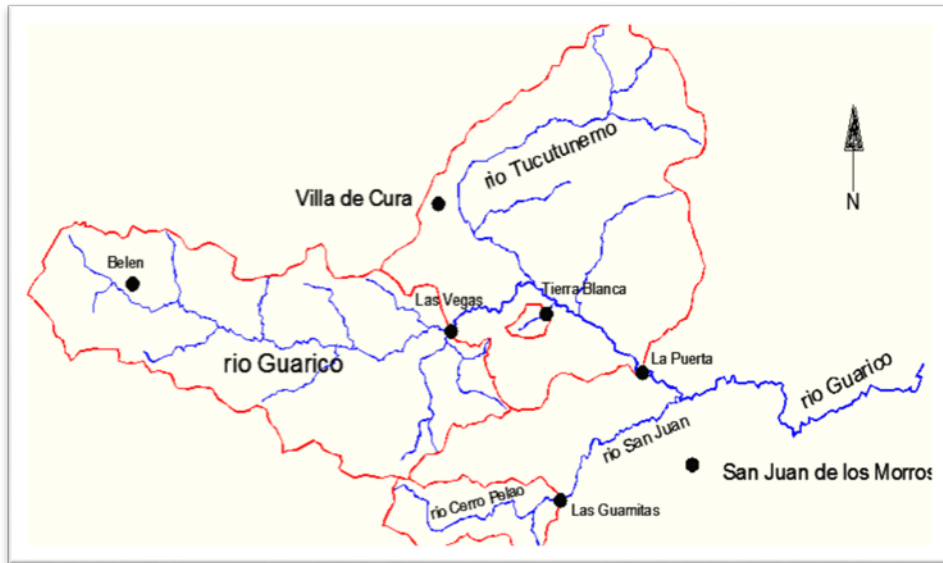 rio Tucutunemo
Villa de Cura
N
Belen
Las Vegas
Tierra Blanca
rio Guarico
La Puerta
rio Guarico
rio San Juan
San Juan de los Morros
rio Cerro Pelao
Las Guamitas